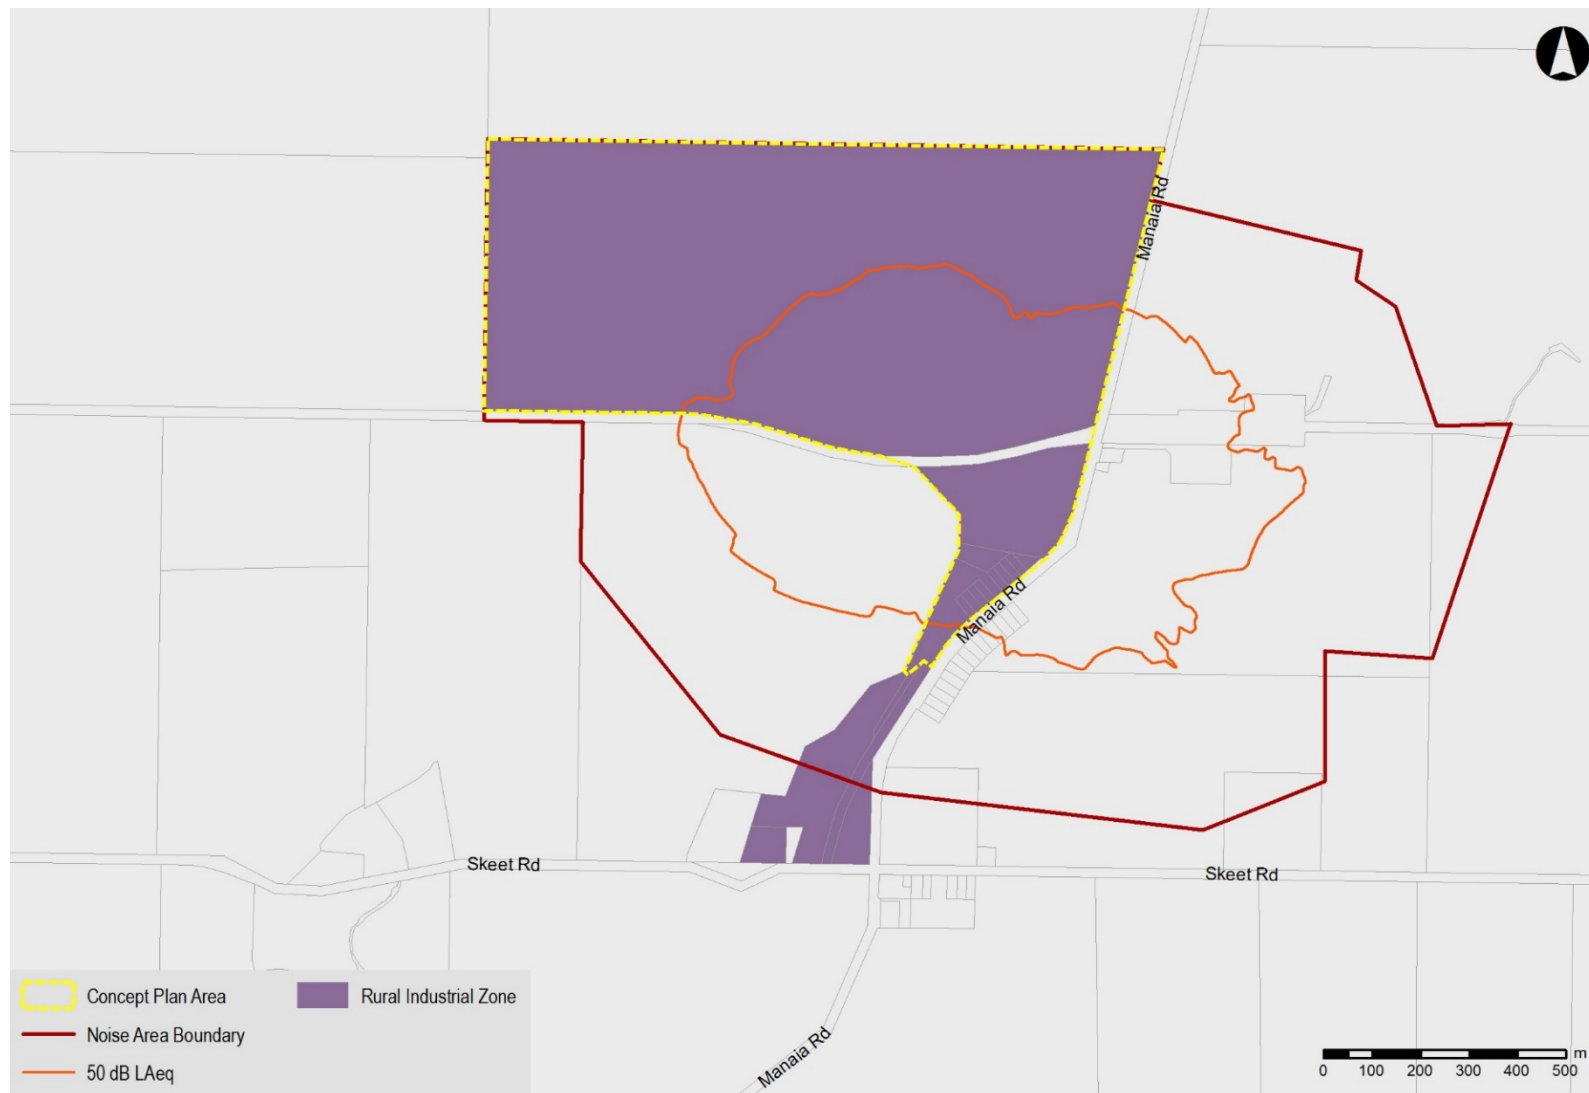 Manaia Rd
Manaia Rd
Skeet Rd
Skeet Rd
Manaia Rd
Concept Plan Area
Rural Industrial Zone
Noise Area Boundary
50 dB LAeq
m
0 100 200 300 400 500